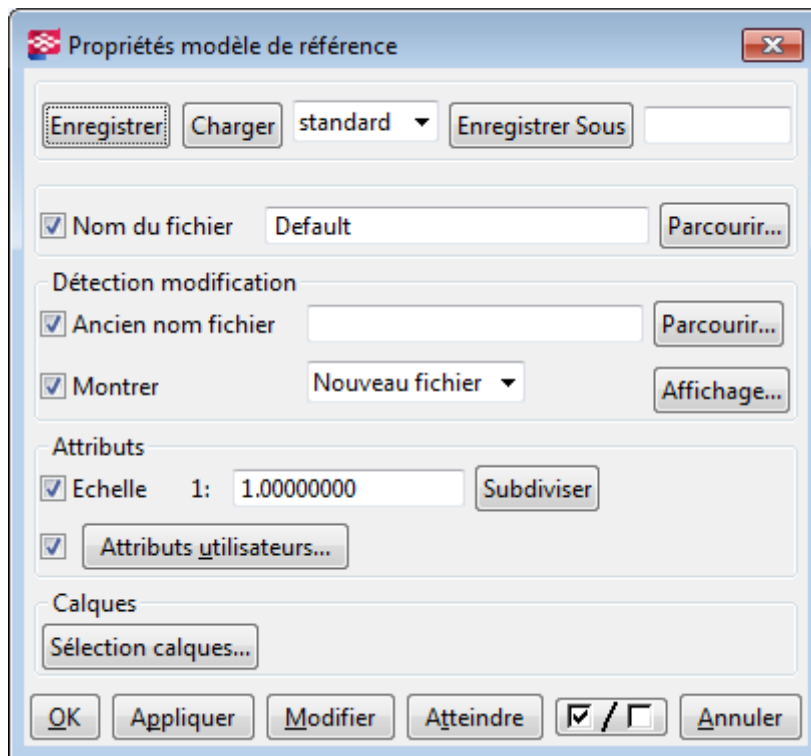 Propriétés modèle de référence
Enregistrer Charger standard Enregistrer Sous
Nom du fichier Default Parcourir...
Détection modification
Ancien nom fichier Parcourir...
Montrer Nouveau fichier Affichage...
Attributs
Echelle 1: 1.00000000 Subdiviser
Attributs utilisateurs...
Calques
Sélection calques...
OK Appliquer Modifier Atteindre / Annuler